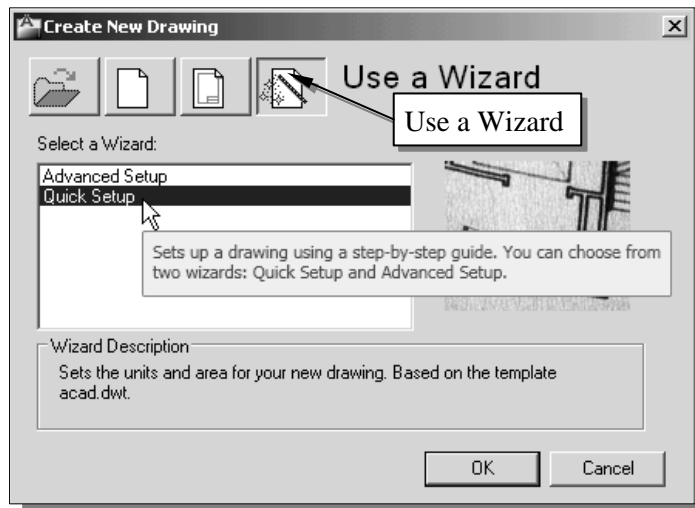 Create New Drawing
Use a Wizard
Use a Wizard
Select a Wizard:
Advanced Setup
Quick Setup
Sets up a drawing using a step-by-step guide. You can choose from
two wizards: Quick Setup and Advanced Setup.
Wizard Description
Sets the units and area for your new drawing. Based on the template
acad.dwt.
OK
Cancel